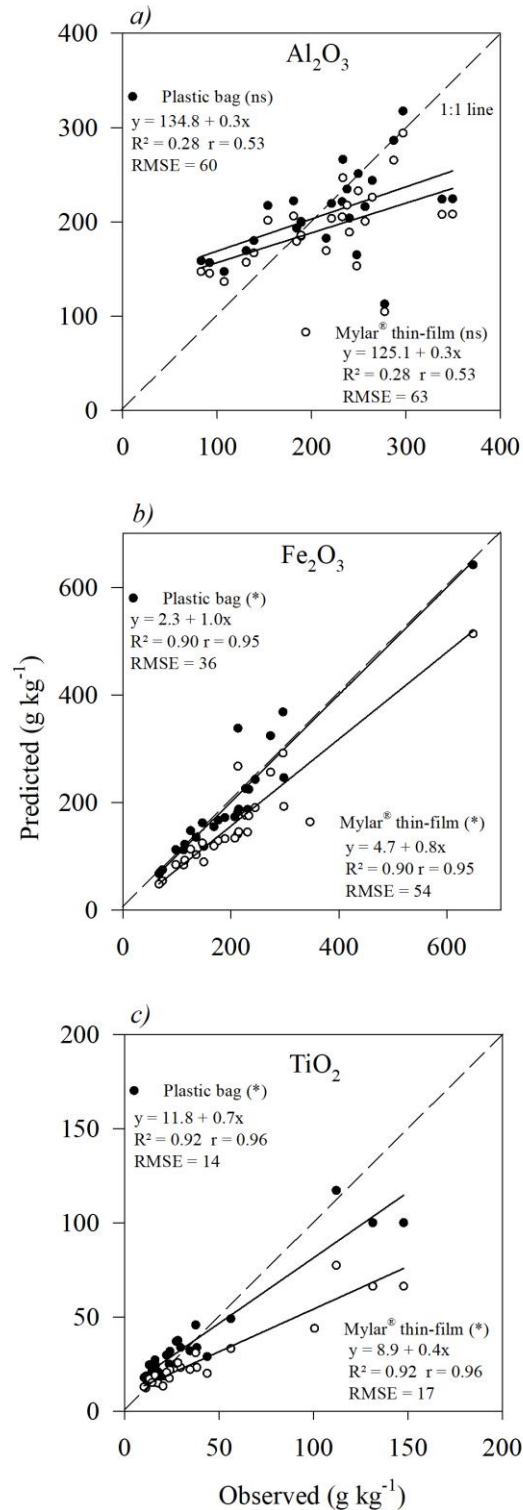 a)
400
Al₂O₃
Plastic bag (ns)
y = 134.8 + 0.3x
R² = 0.28 r = 0.53
RMSE = 60
1:1 line
300
200
100
Mylar® thin-film (ns)
y = 125.1 + 0.3x
R² = 0.28 r = 0.53
RMSE = 63
0
0 100 200 300 400
b)
Fe₂O₃
600
Plastic bag (*)
y = 2.3 + 1.0x
R² = 0.90 r = 0.95
RMSE = 36
400
Predicted (g kg⁻¹)
200
Mylar® thin-film (*)
y = 4.7 + 0.8x
R² = 0.90 r = 0.95
RMSE = 54
0
0 200 400 600
c)
200
TiO₂
Plastic bag (*)
y = 11.8 + 0.7x
R² = 0.92 r = 0.96
RMSE = 14
150
100
50
Mylar® thin-film (*)
y = 8.9 + 0.4x
R² = 0.92 r = 0.96
RMSE = 17
0
0 50 100 150 200
Observed (g kg⁻¹)